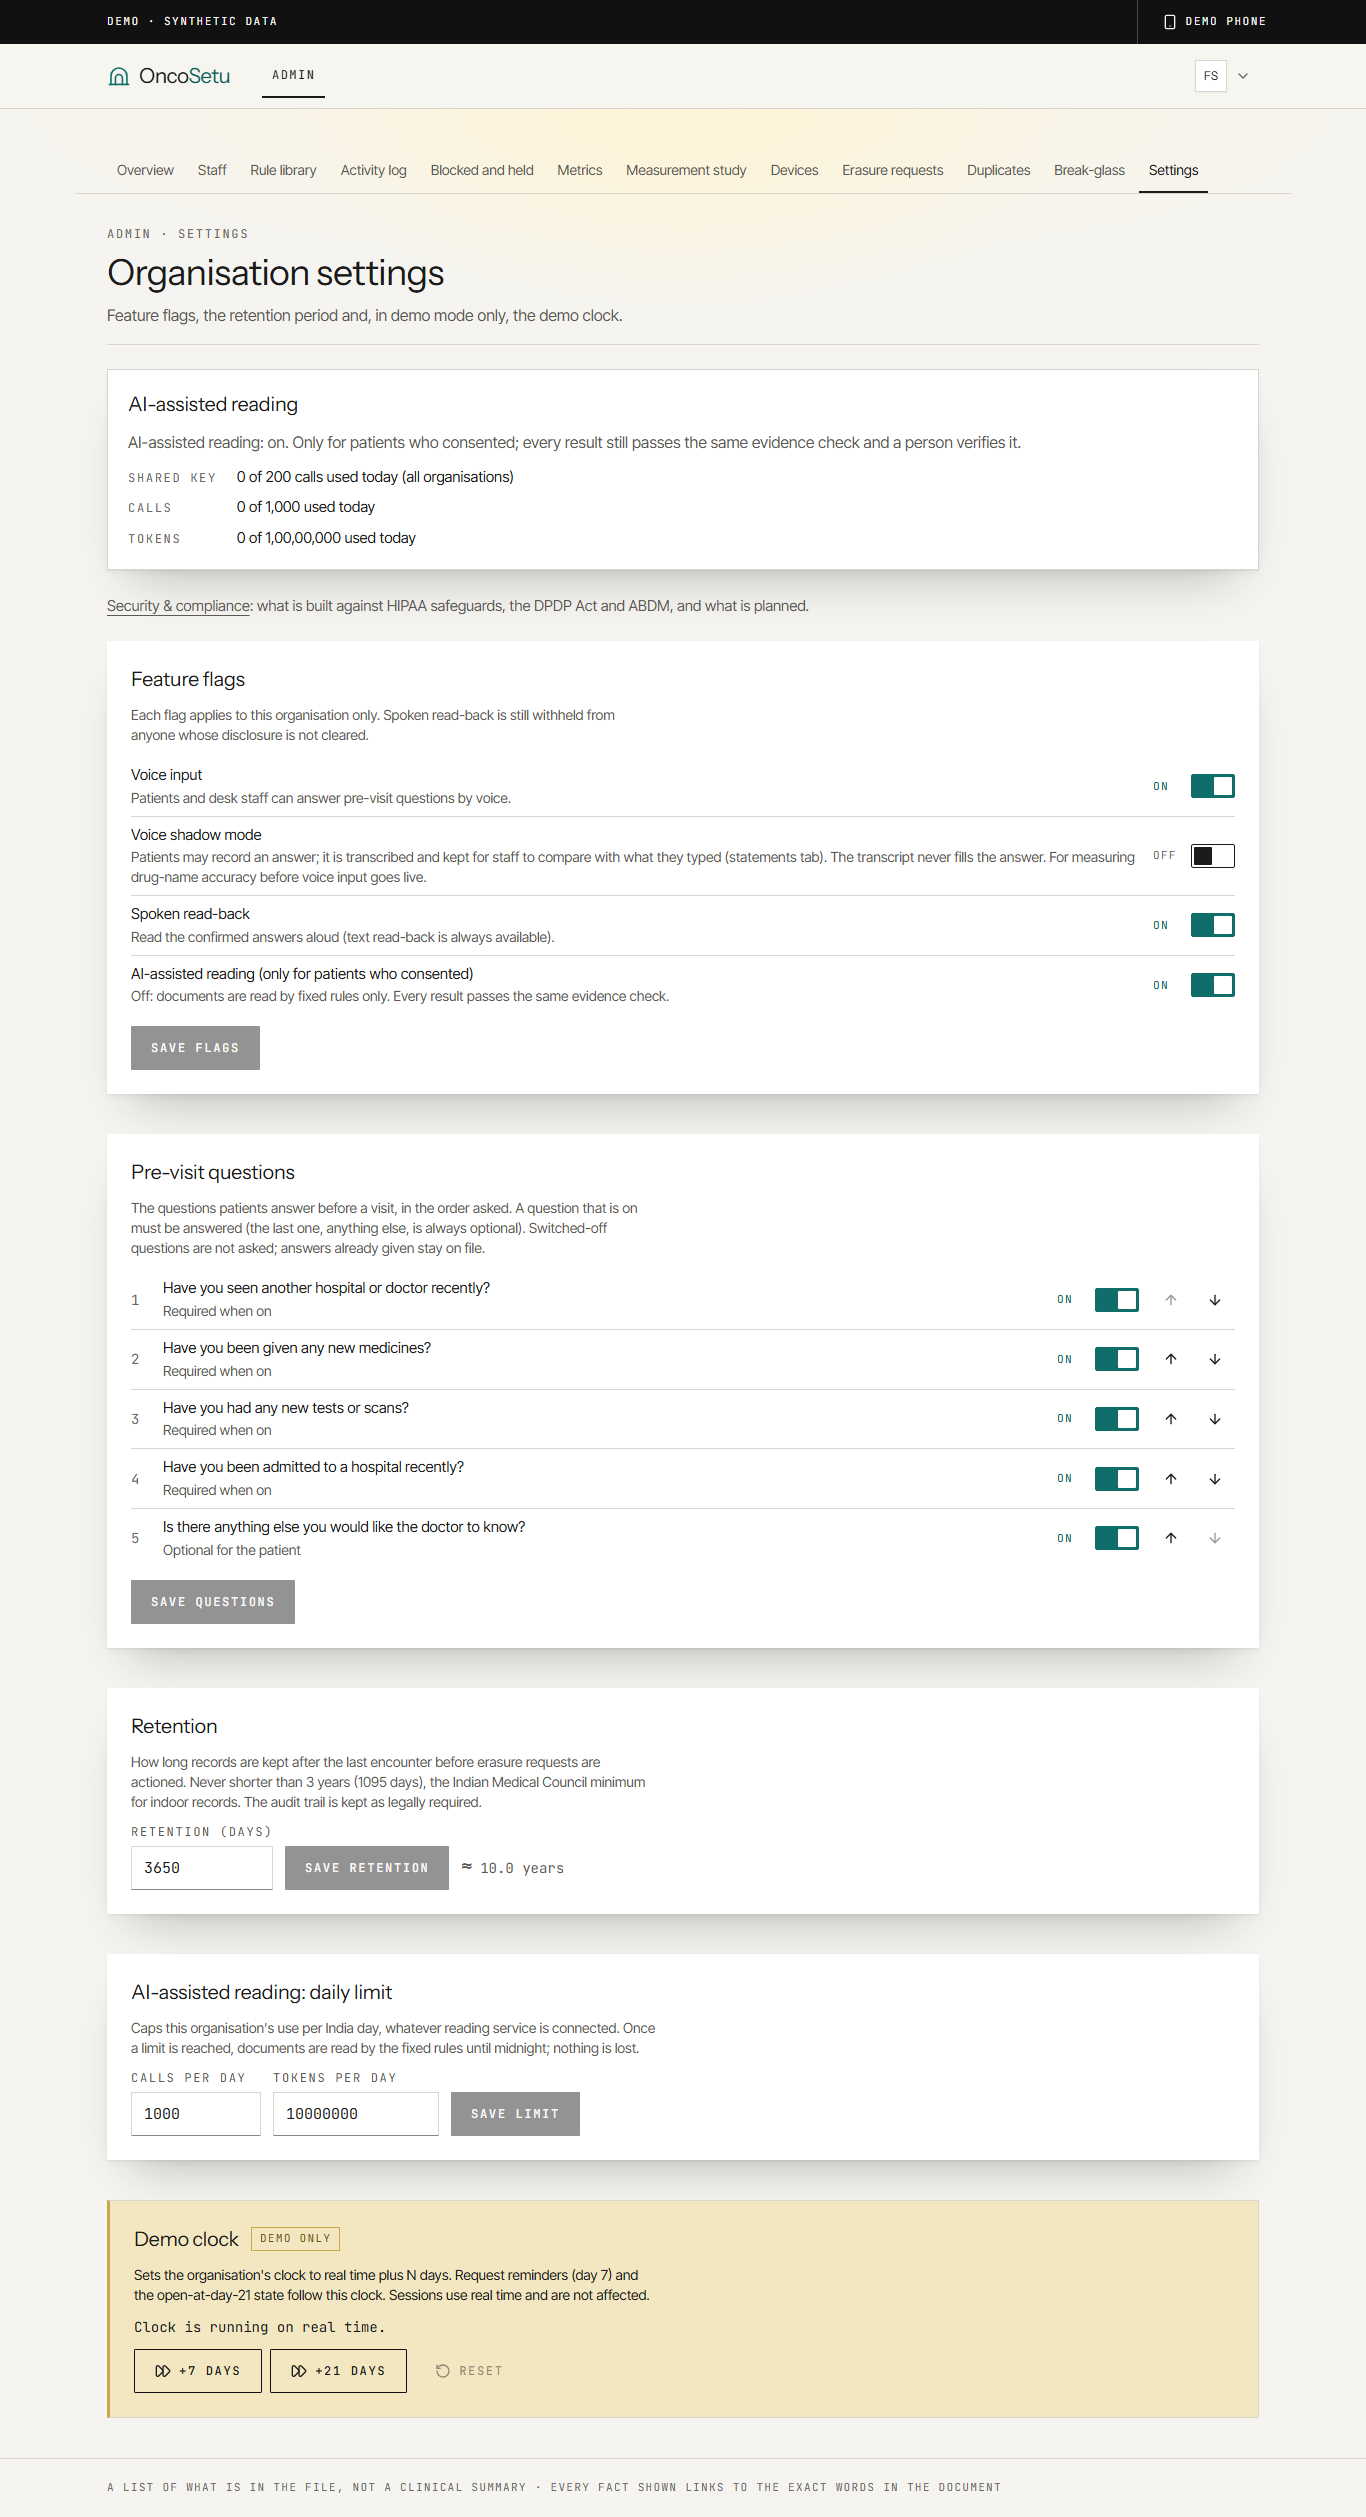 DEMO · SYNTHETIC DATA
DEMO PHONE
OncoSetu
ADMIN
FS
Overview
Staff
Rule library
Activity log
Blocked and held
Metrics
Measurement study
Devices
Erasure requests
Duplicates
Break-glass
Settings
ADMIN · SETTINGS
Organisation settings
Feature flags, the retention period and, in demo mode only, the demo clock.
AI-assisted reading
AI-assisted reading: on. Only for patients who consented; every result still passes the same evidence check and a person verifies it.
SHARED KEY 0 of 200 calls used today (all organisations)
CALLS 0 of 1,000 used today
TOKENS 0 of 1,00,00,000 used today
Security & compliance: what is built against HIPAA safeguards, the DPDP Act and ABDM, and what is planned.
Feature flags
Each flag applies to this organisation only. Spoken read-back is still withheld from
anyone whose disclosure is not cleared.
Voice input
Patients and desk staff can answer pre-visit questions by voice.
ON
Voice shadow mode
Patients may record an answer; it is transcribed and kept for staff to compare with what they typed (statements tab). The transcript never fills the answer. For measuring
drug-name accuracy before voice input goes live.
OFF
Spoken read-back
Read the confirmed answers aloud (text read-back is always available).
ON
AI-assisted reading (only for patients who consented)
Off: documents are read by fixed rules only. Every result passes the same evidence check.
ON
SAVE FLAGS
Pre-visit questions
The questions patients answer before a visit, in the order asked. A question that is on
must be answered (the last one, anything else, is always optional). Switched-off
questions are not asked; answers already given stay on file.
1 Have you seen another hospital or doctor recently?
Required when on
ON
2 Have you been given any new medicines?
Required when on
ON
3 Have you had any new tests or scans?
Required when on
ON
4 Have you been admitted to a hospital recently?
Required when on
ON
5 Is there anything else you would like the doctor to know?
Optional for the patient
ON
SAVE QUESTIONS
Retention
How long records are kept after the last encounter before erasure requests are
actioned. Never shorter than 3 years (1095 days), the Indian Medical Council minimum
for indoor records. The audit trail is kept as legally required.
RETENTION (DAYS)
3650 SAVE RETENTION ≈ 10.0 years
AI-assisted reading: daily limit
Caps this organisation's use per India day, whatever reading service is connected. Once
a limit is reached, documents are read by the fixed rules until midnight; nothing is lost.
CALLS PER DAY TOKENS PER DAY
1000 10000000 SAVE LIMIT
Demo clock DEMO ONLY
Sets the organisation's clock to real time plus N days. Request reminders (day 7) and
the open-at-day-21 state follow this clock. Sessions use real time and are not affected.
Clock is running on real time.
+7 DAYS +21 DAYS RESET
A LIST OF WHAT IS IN THE FILE, NOT A CLINICAL SUMMARY · EVERY FACT SHOWN LINKS TO THE EXACT WORDS IN THE DOCUMENT